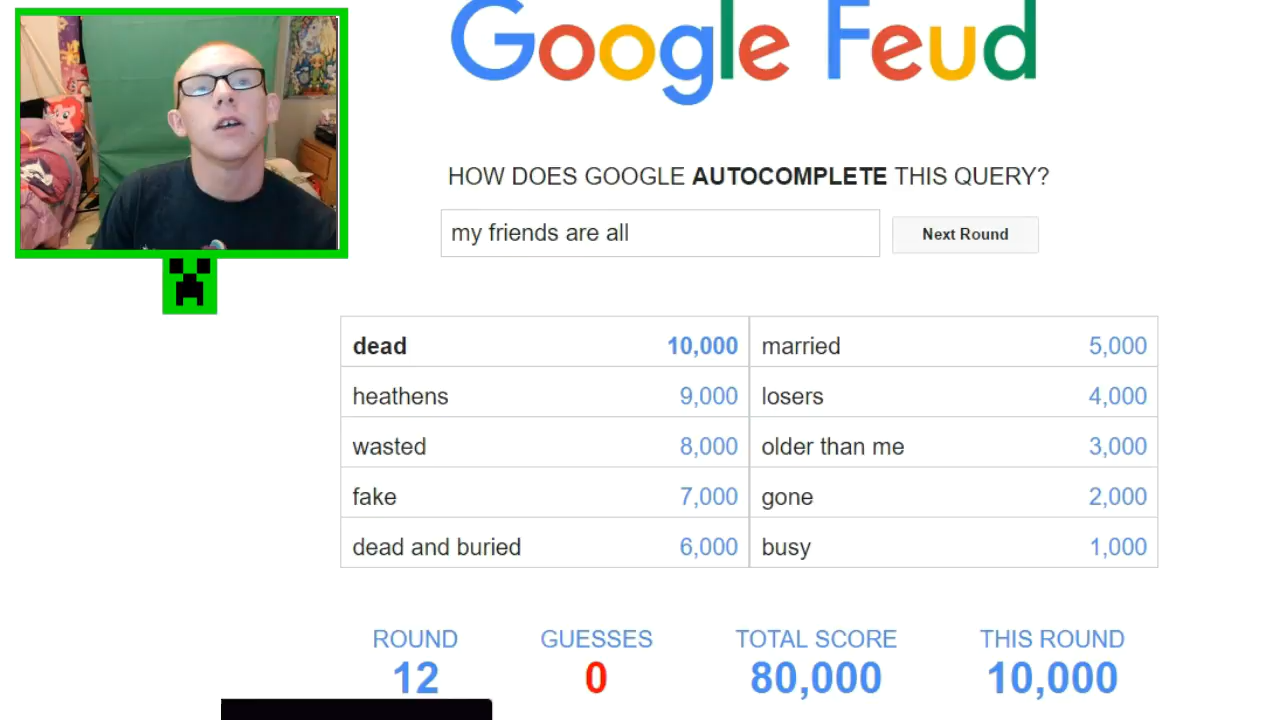 Google Feud
HOW DOES GOOGLE AUTOCOMPLETE THIS QUERY?
my friends are all
Next Round
dead 10,000 married 5,000
heathens 9,000 losers 4,000
wasted 8,000 older than me 3,000
fake 7,000 gone 2,000
dead and buried 6,000 busy 1,000
ROUND GUESSES TOTAL SCORE THIS ROUND
12 0 80,000 10,000